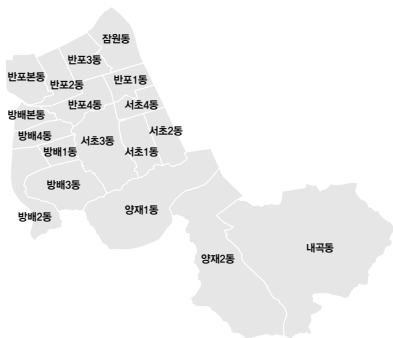 잠원동
반포3동
반포본동
반포2동
반포1동
반포4동
서초4동
방배본동
서초2동
방배4동
서초3동
방배1동
서초1동
방배3동
양재1동
방배2동
내곡동
양재2동